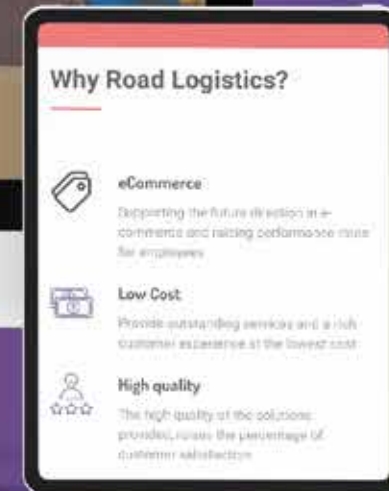 Why Road Logistics?
eCommerce
Supporting the future direction in e-
commerce and raising performance more
for employees
Low Cost
Provide outstanding services and a rich
customer experience at the lowest cost
High quality
The high quality of the solutions
provided, raises the percentage of
customer satisfaction